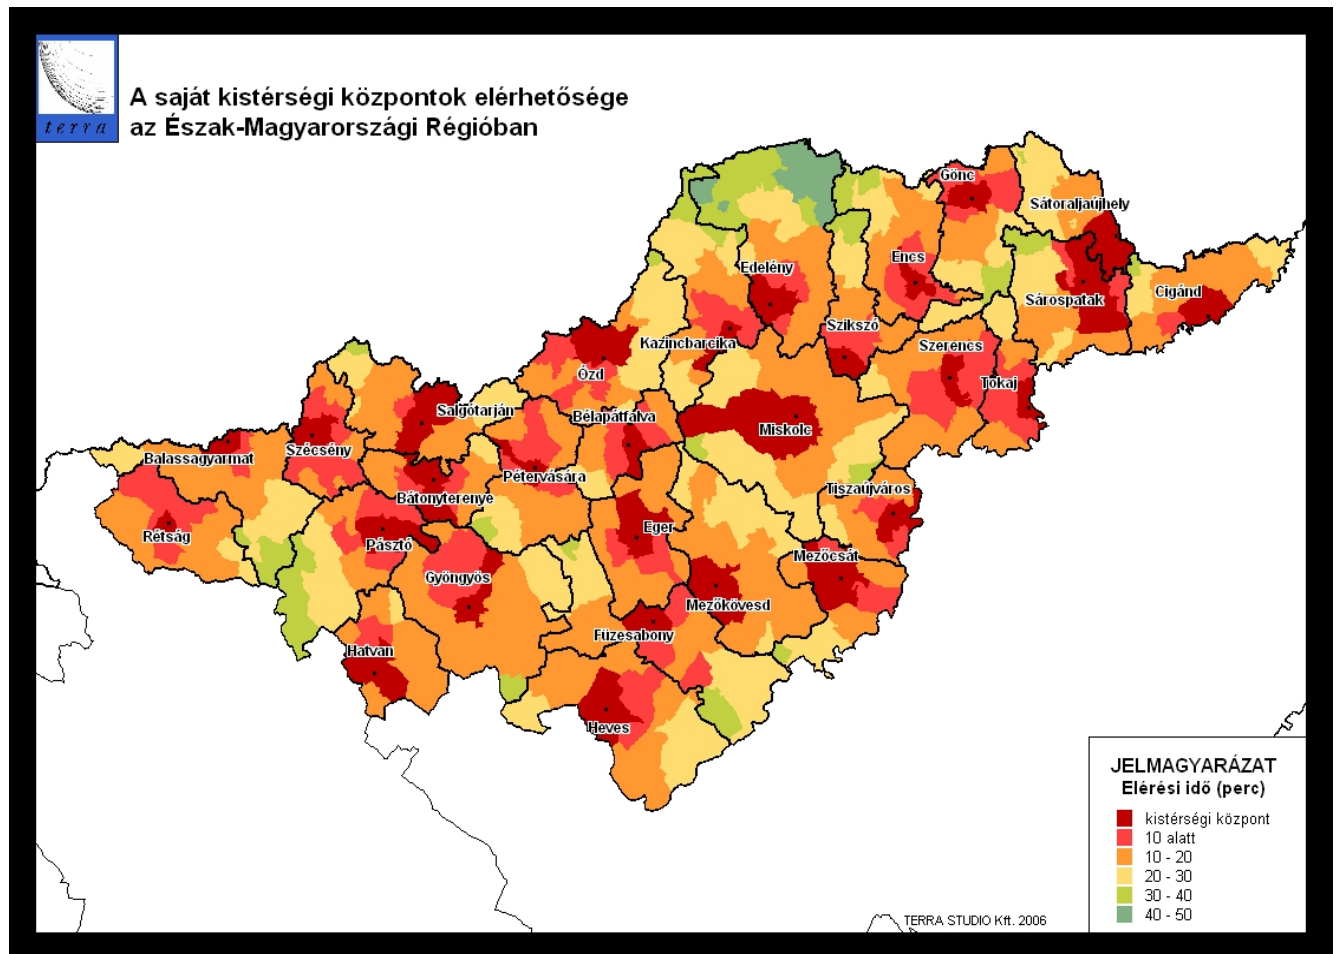 terra
A saját kistérségi központok elérhetősége
az Észak-Magyarországi Régióban
Gönc
Sátoraljaújhely
Encs
Edelény
Cigánd
Sárospatak
Szikszó
Kazincbarcika
Szerencs
Ózd
Tokaj
Salgótarján
Bélapátfalva
Miskolc
Szécsény
Balassagyarmat
Pétervására
Tiszaújváros
Bátonyterenye
Eger
Rétság
Pásztó
Mezőcsát
Gyöngyös
Mezőkövesd
Füzesabony
Hatvan
Heves
JELMAGYARÁZAT
Elérési idő (perc)
kistérségi központ
10 alatt
10 - 20
20 - 30
30 - 40
40 - 50
TERRA STUDIO Kft. 2006